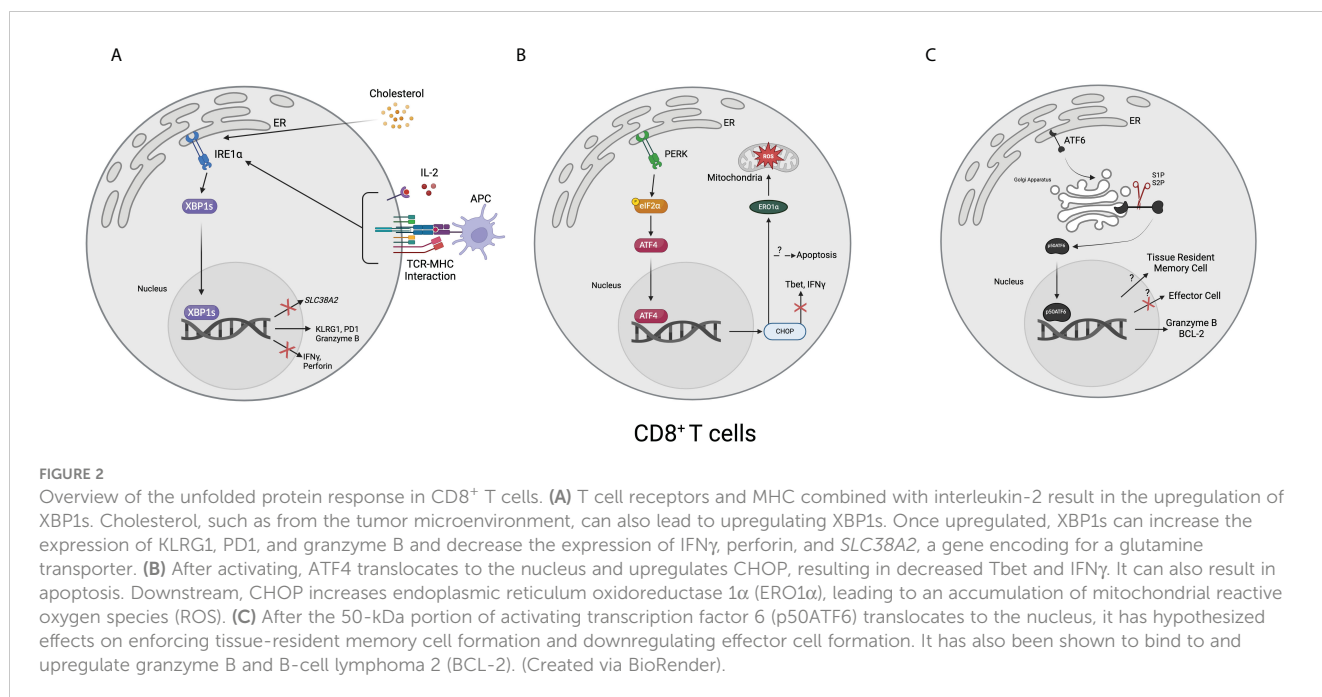 A
Cholesterol
ER
IRE1α
IL-2
APC
XBP1s
TCR-MHC
Interaction
Nucleus
XBP1s
SLC38A2
KLRG1, PD1
Granzyme B
IFNγ,
Perforin
B
ER
PERK
ROS
Mitochondria
P
eIF2α
ERO1α
ATF4
?
Apoptosis
Tbet, IFNγ
Nucleus
ATF4
CHOP
C
ER
ATF6
Golgi Apparatus
S1P
S2P
p50ATF6
Tissue Resident
Memory Cell
Nucleus
?
?
Effector Cell
p50ATF6
Granzyme B
BCL-2
CD8⁺ T cells
FIGURE 2
Overview of the unfolded protein response in CD8⁺ T cells. (A) T cell receptors and MHC combined with interleukin-2 result in the upregulation of
XBP1s. Cholesterol, such as from the tumor microenvironment, can also lead to upregulating XBP1s. Once upregulated, XBP1s can increase the
expression of KLRG1, PD1, and granzyme B and decrease the expression of IFNγ, perforin, and SLC38A2, a gene encoding for a glutamine
transporter. (B) After activating, ATF4 translocates to the nucleus and upregulates CHOP, resulting in decreased Tbet and IFNγ. It can also result in
apoptosis. Downstream, CHOP increases endoplasmic reticulum oxidoreductase 1α (ERO1α), leading to an accumulation of mitochondrial reactive
oxygen species (ROS). (C) After the 50-kDa portion of activating transcription factor 6 (p50ATF6) translocates to the nucleus, it has hypothesized
effects on enforcing tissue-resident memory cell formation and downregulating effector cell formation. It has also been shown to bind to and
upregulate granzyme B and B-cell lymphoma 2 (BCL-2). (Created via BioRender).